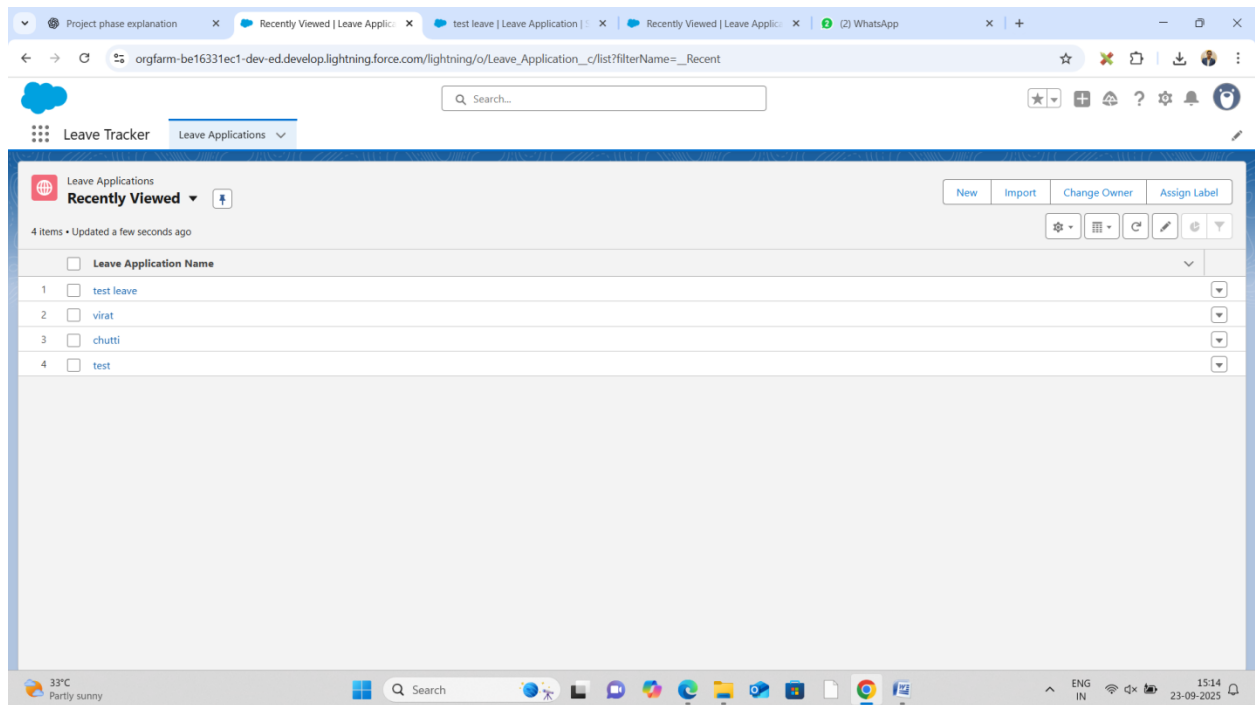 Project phase explanation
Recently Viewed | Leave Applica
test leave | Leave Application | S
Recently Viewed | Leave Applic
(2) WhatsApp
orgfarm-be16331ec1-dev-ed.develop.lightning.force.com/lightning/o/Leave_Application__c/list?filterName=__Recent
Search...
Leave Tracker
Leave Applications
Leave Applications
Recently Viewed
New
Import
Change Owner
Assign Label
4 items • Updated a few seconds ago
Leave Application Name
1 test leave
2 virat
3 chutti
4 test
33°C
Partly sunny
Search
ENG
IN
15:14
23-09-2025